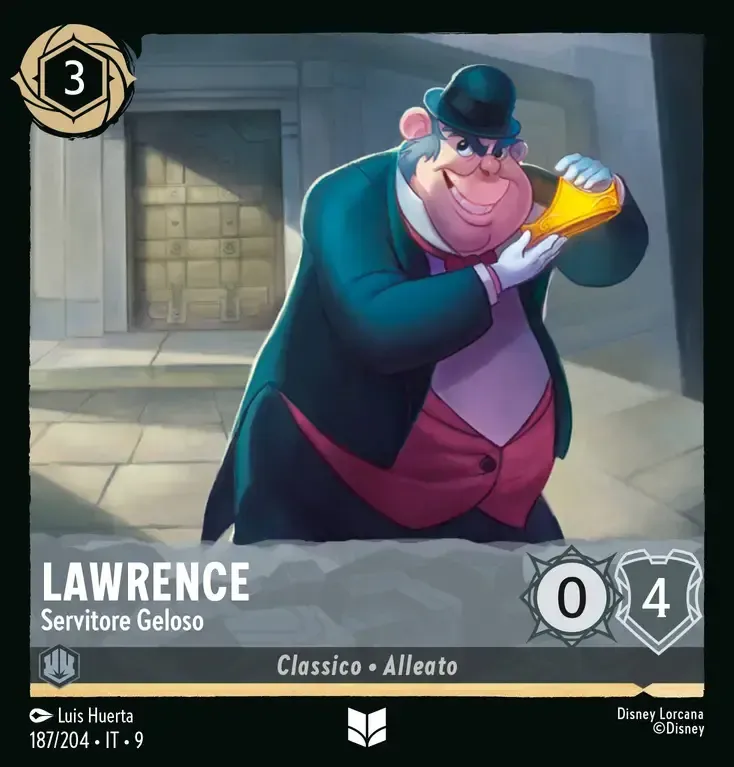 3
LAWRENCE
Servitore Geloso
0
4
Classico • Alleato
Luis Huerta
187/204 • IT • 9
Disney Lorcana
©Disney